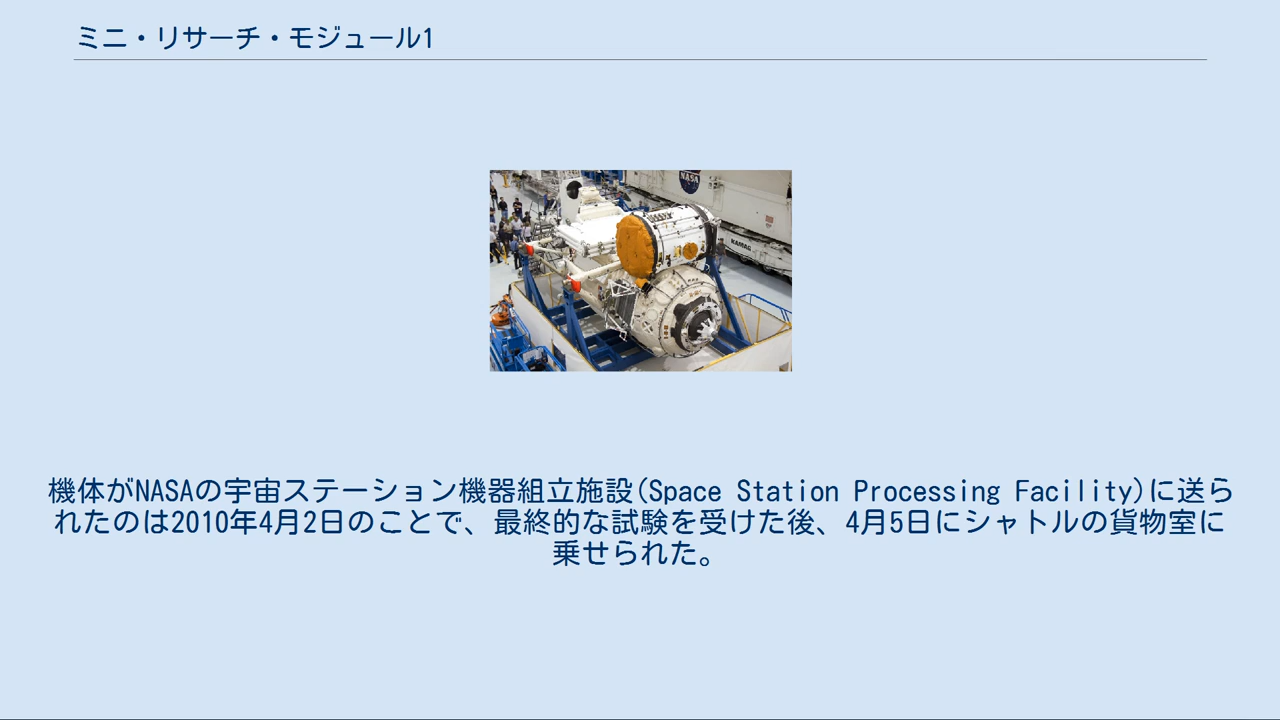 ミニ・リサーチ・モジュール1
NASA
KAMAG
機体がNASAの宇宙ステーション機器組立施設(Space Station Processing Facility)に送ら
れたのは2010年4月2日のことで、最終的な試験を受けた後、4月5日にシャトルの貨物室に
乗せられた。